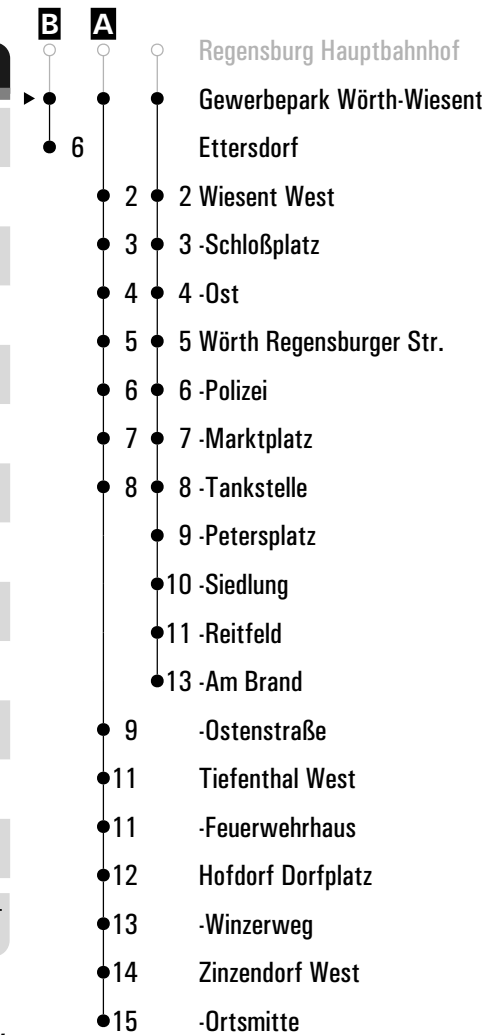 B A
Regensburg Hauptbahnhof
Gewerbepark Wörth-Wiesent
6 Ettersdorf
2 2 Wiesent West
3 3 -Schloßplatz
4 4 -Ost
5 5 Wörth Regensburger Str.
6 6 -Polizei
7 7 -Marktplatz
8 8 -Tankstelle
9 -Petersplatz
10 -Siedlung
11 -Reitfeld
13 -Am Brand
9 -Ostenstraße
11 Tiefenthal West
11 -Feuerwehrhaus
12 Hofdorf Dorfplatz
13 -Winzerweg
14 Zinzendorf West
15 -Ortsmitte